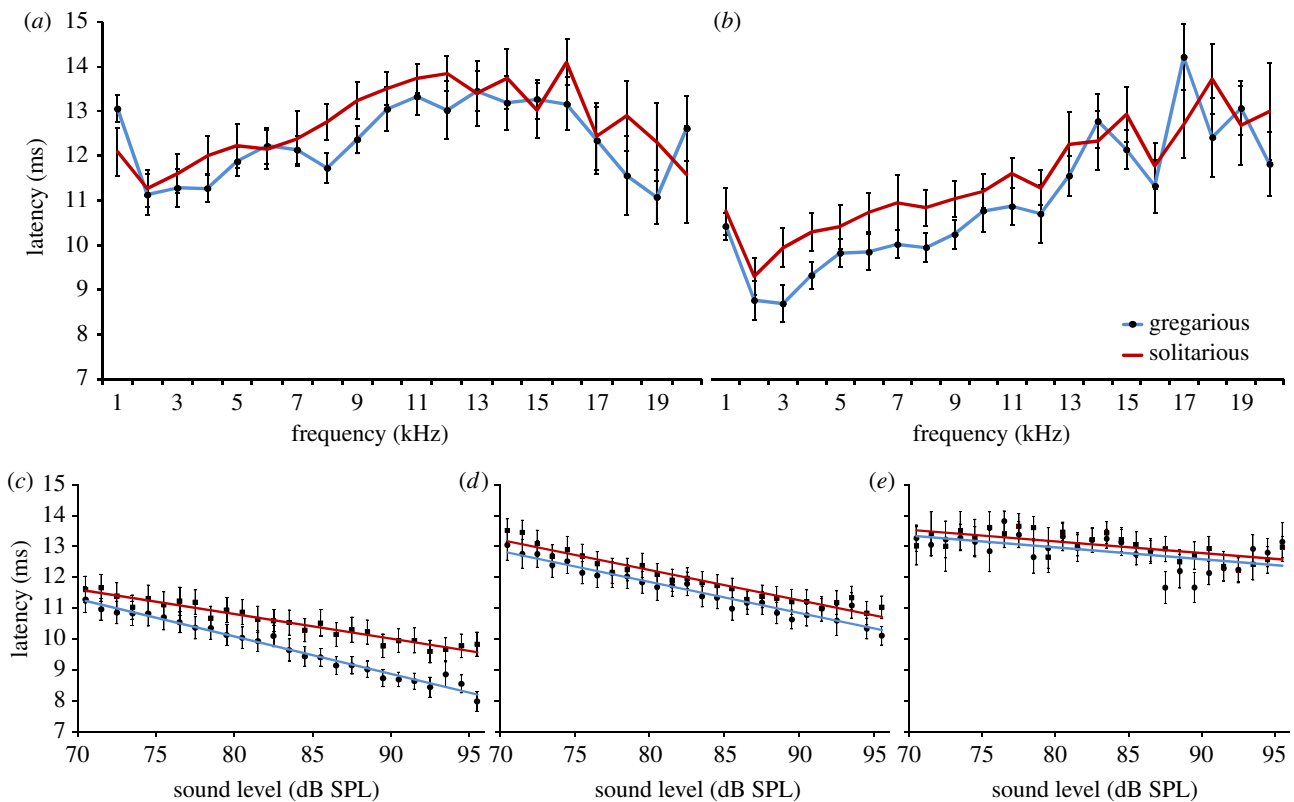 (a)
15
14
13
12
11
10
9
8
7
latency (ms)
1 3 5 7 9 11 13 15 17 19
frequency (kHz)
(b)
gregarious
solitarious
1 3 5 7 9 11 13 15 17 19
frequency (kHz)
(c)
15
14
13
12
11
10
9
8
7
latency (ms)
70 75 80 85 90 95
sound level (dB SPL)
(d)
70 75 80 85 90 95
sound level (dB SPL)
(e)
70 75 80 85 90 95
sound level (dB SPL)